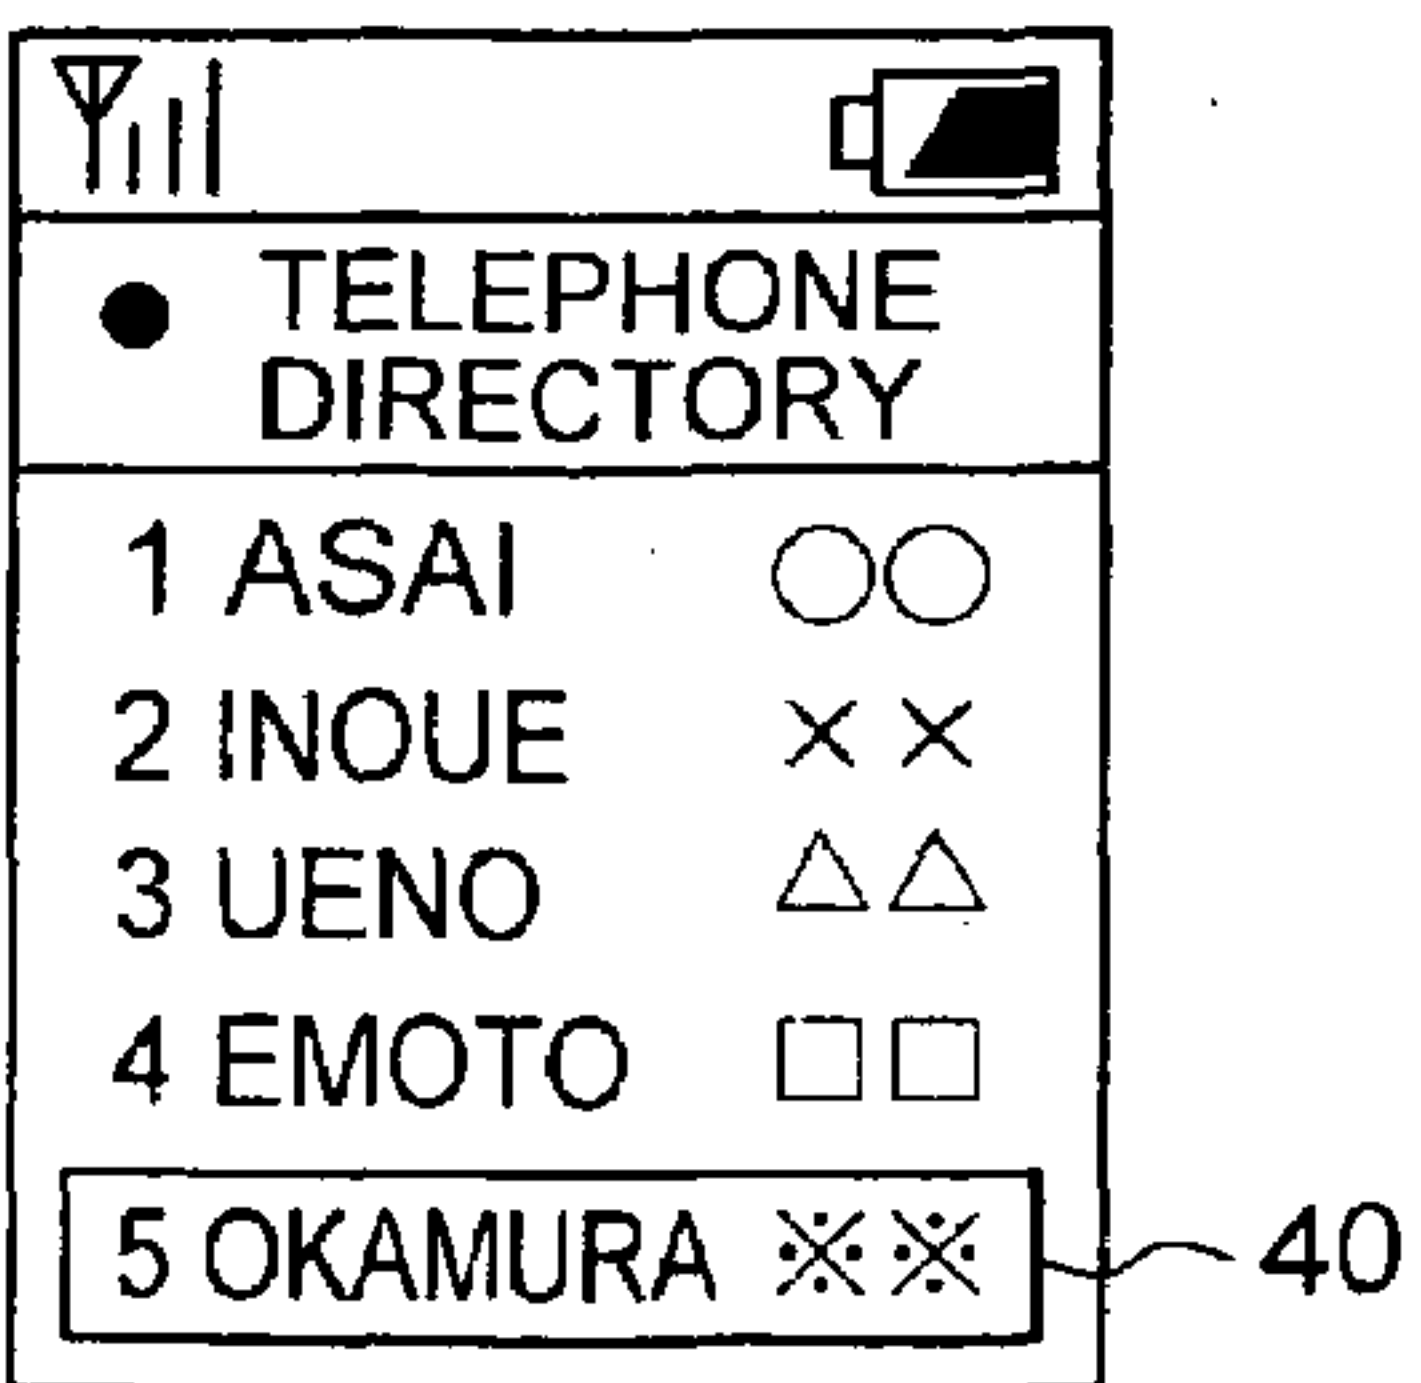 ● TELEPHONE
DIRECTORY
1 ASAI ○○
2 INOUE ××
3 UENO △△
4 EMOTO □□
5 OKAMURA ※※
40